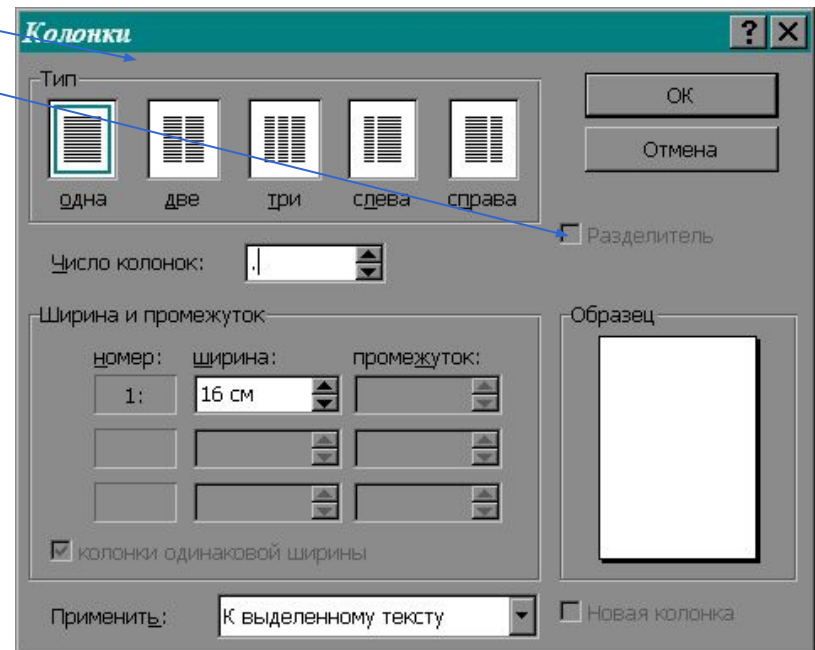 Колонки
Тип
одна две три слева справа
ОК
Отмена
Разделитель
Число колонок: .
Ширина и промежуток
номер: ширина: промежуток:
1: 16 см
колонки одинаковой ширины
Образец
Применить: К выделенному тексту
Новая колонка